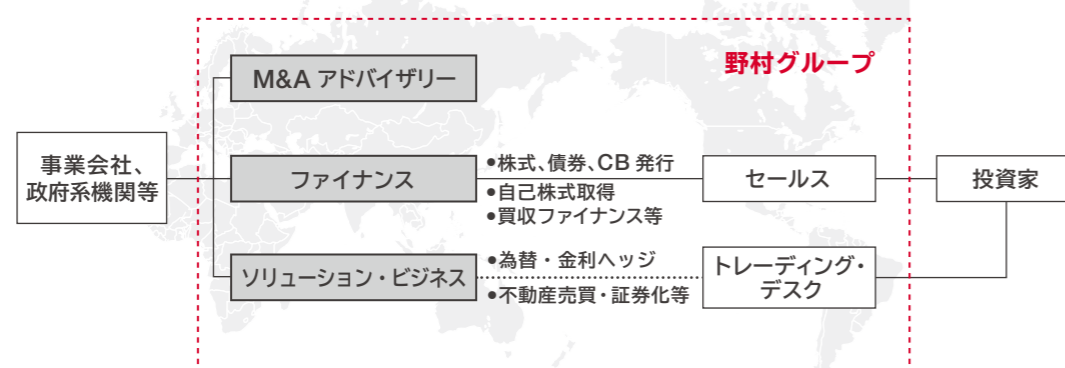 野村グループ
M&A アドバイザリー
事業会社、
政府系機関等
ファイナンス
●株式、債券、CB 発行
●自己株式取得
●買収ファイナンス等
セールス
投資家
ソリューション・ビジネス
●為替・金利ヘッジ
●不動産売買・証券化等
トレーディング・
デスク